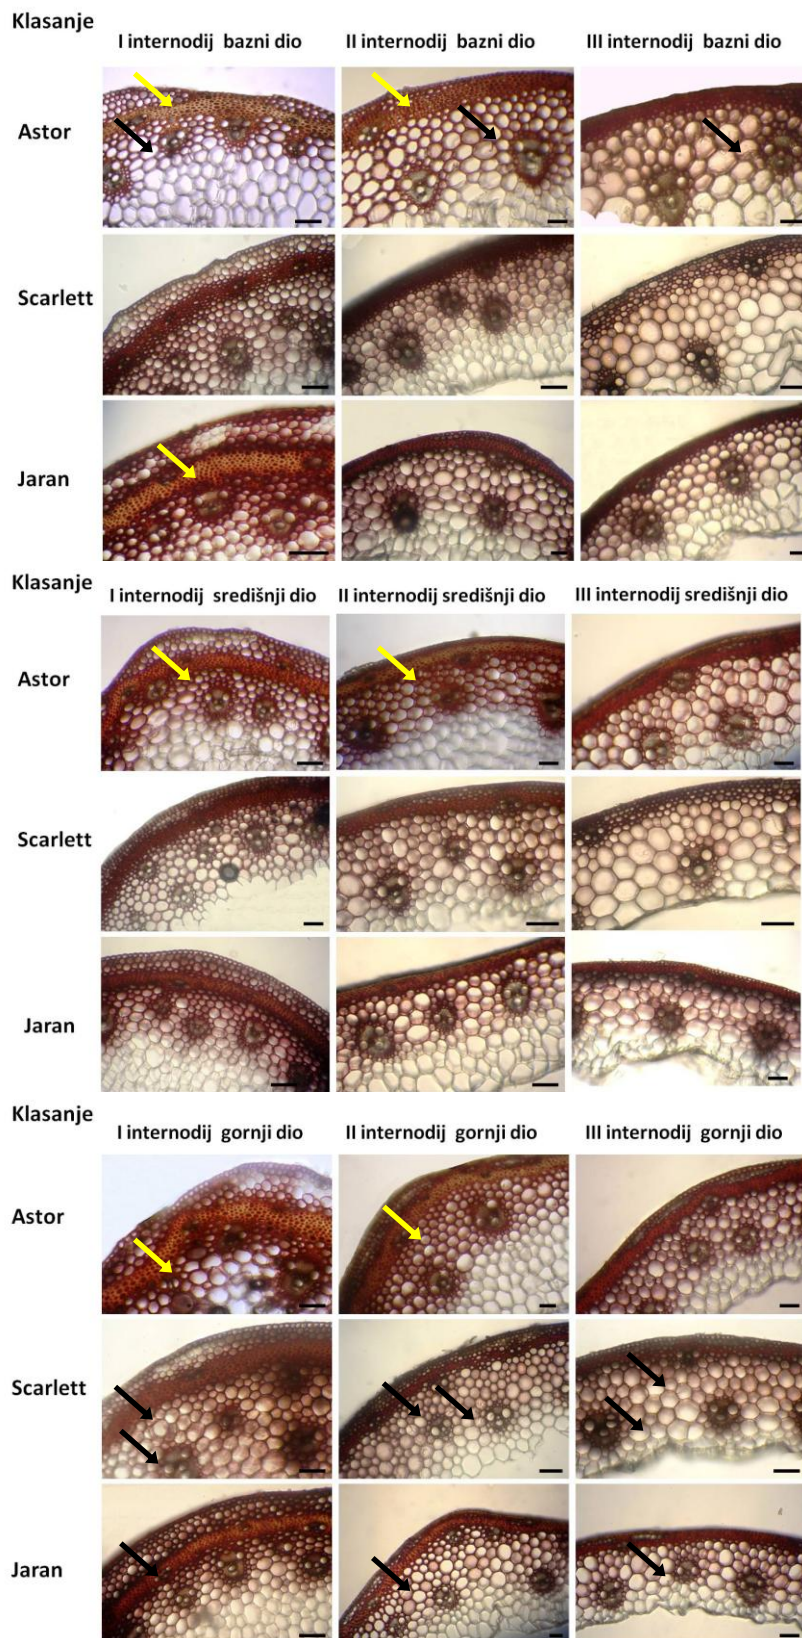 Klasanje
I internodij bazni dio II internodij bazni dio III internodij bazni dio
Astor
Scarlett
Jaran
Klasanje
I internodij središnji dio II internodij središnji dio III internodij središnji dio
Astor
Scarlett
Jaran
Klasanje
I internodij gornji dio II internodij gornji dio III internodij gornji dio
Astor
Scarlett
Jaran